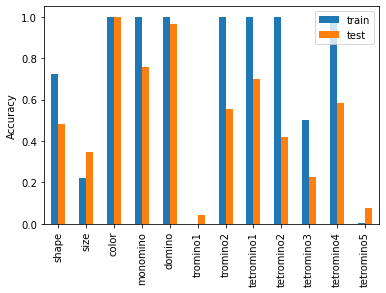 train
test
Accuracy
1.0
0.8
0.6
0.4
0.2
0.0
shape
size
color
monomino
domino
tromino1
tromino2
tetromino1
tetromino2
tetromino3
tetromino4
tetromino5